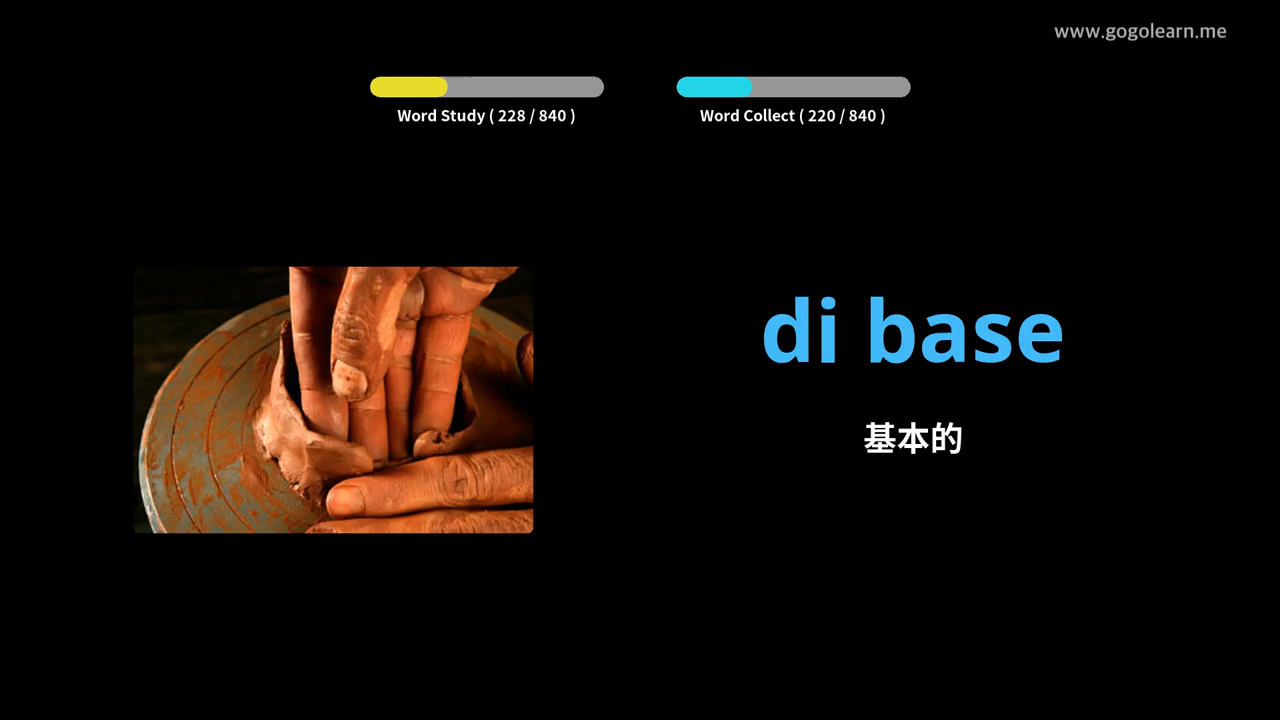 www.gogolearn.me
Word Study ( 228 / 840 )
Word Collect ( 220 / 840 )
di base
基本的